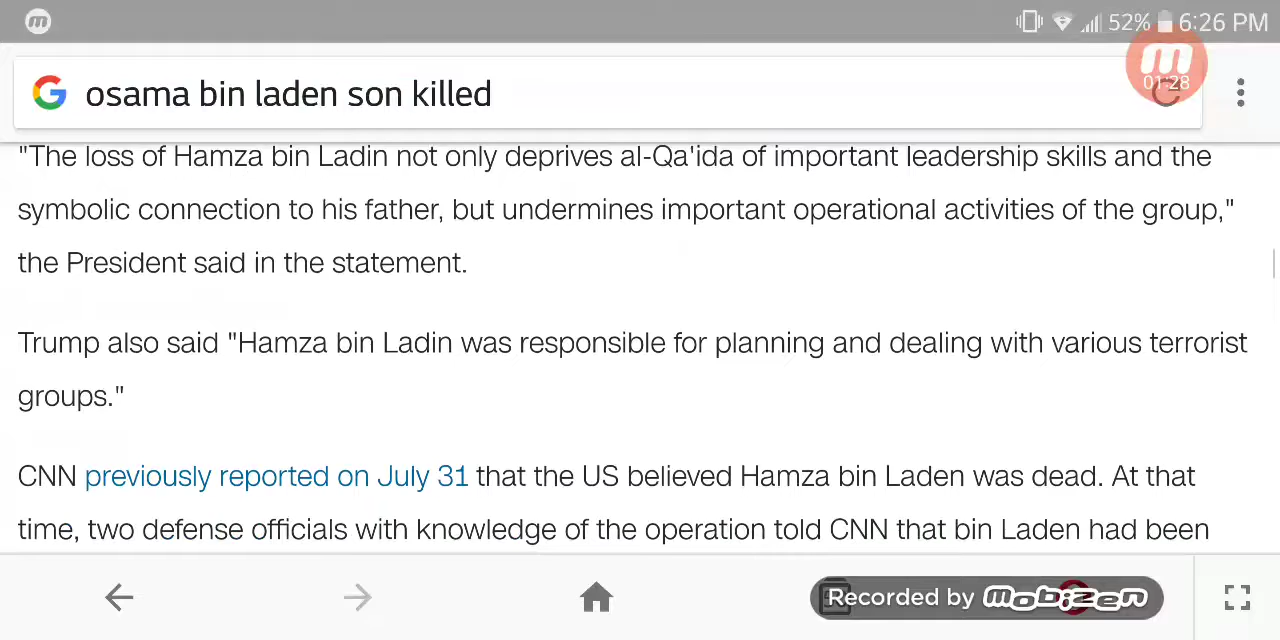 52% 6:26 PM
osama bin laden son killed
01:28
"The loss of Hamza bin Ladin not only deprives al-Qa'ida of important leadership skills and the
symbolic connection to his father, but undermines important operational activities of the group,"
the President said in the statement.
Trump also said "Hamza bin Ladin was responsible for planning and dealing with various terrorist
groups."
CNN previously reported on July 31 that the US believed Hamza bin Laden was dead. At that
time, two defense officials with knowledge of the operation told CNN that bin Laden had been
Recorded by mobizen